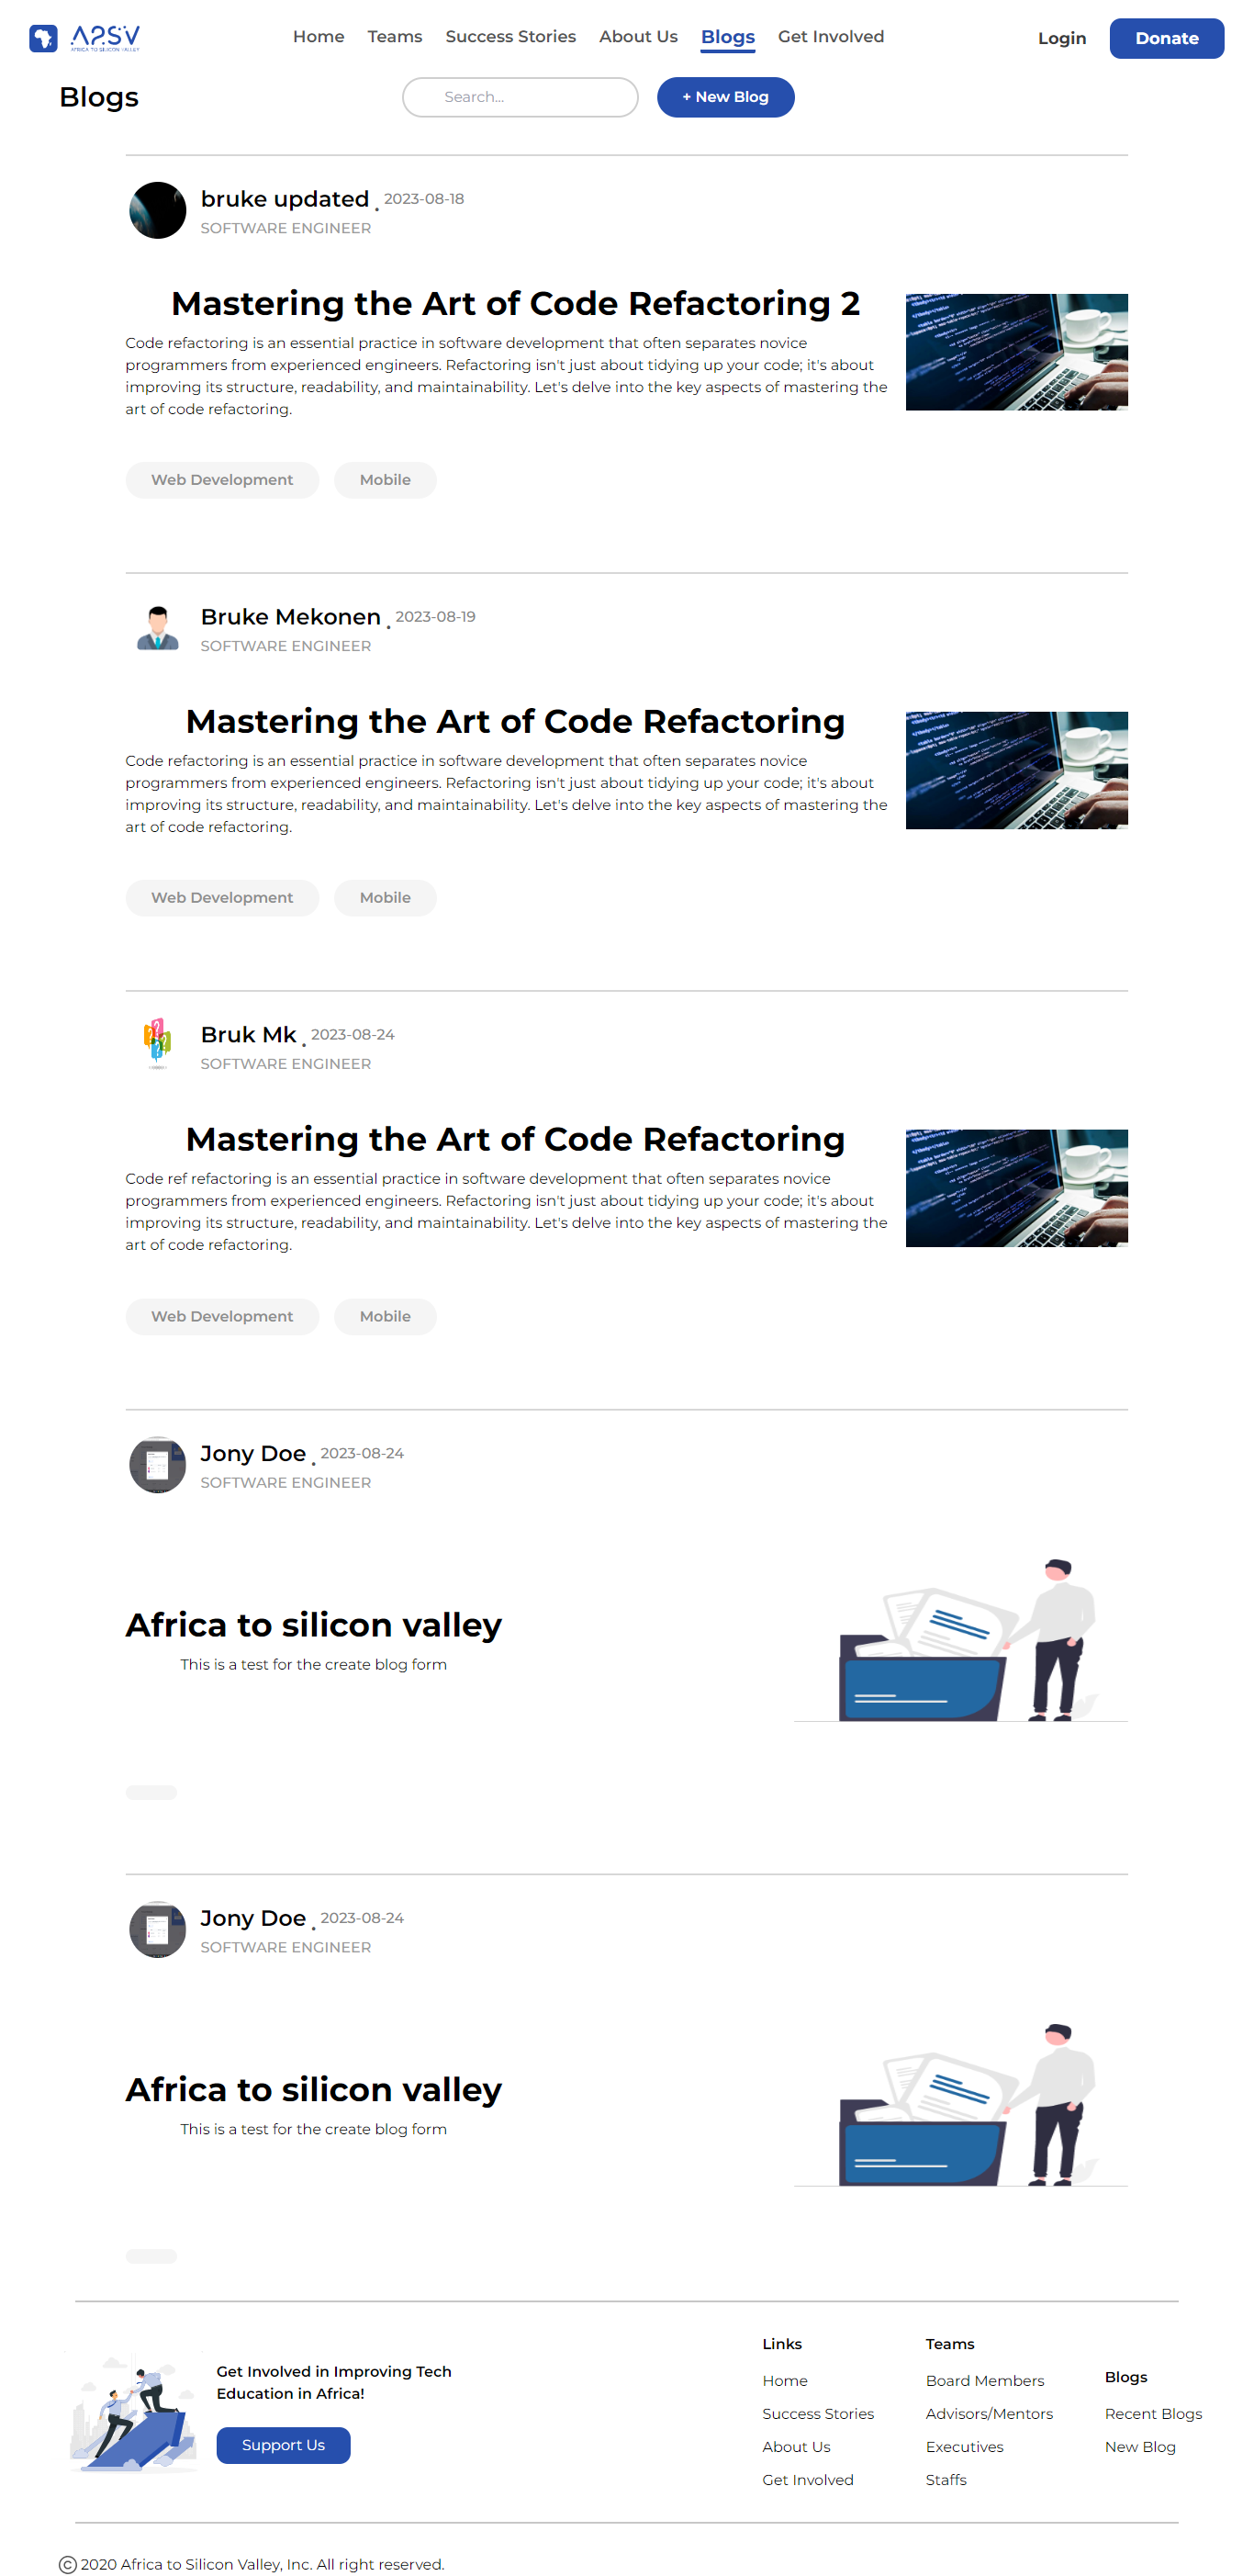 A2SV
AFRICA TO SILICON VALLEY
Home Teams Success Stories About Us Blogs Get Involved
Login Donate
Blogs
Search...
+ New Blog
bruke updated . 2023-08-18
SOFTWARE ENGINEER
Mastering the Art of Code Refactoring 2
Code refactoring is an essential practice in software development that often separates novice
programmers from experienced engineers. Refactoring isn't just about tidying up your code; it's about
improving its structure, readability, and maintainability. Let's delve into the key aspects of mastering the
art of code refactoring.
Web Development Mobile
Bruke Mekonen . 2023-08-19
SOFTWARE ENGINEER
Mastering the Art of Code Refactoring
Code refactoring is an essential practice in software development that often separates novice
programmers from experienced engineers. Refactoring isn't just about tidying up your code; it's about
improving its structure, readability, and maintainability. Let's delve into the key aspects of mastering the
art of code refactoring.
Web Development Mobile
Bruk Mk . 2023-08-24
SOFTWARE ENGINEER
Mastering the Art of Code Refactoring
Code ref refactoring is an essential practice in software development that often separates novice
programmers from experienced engineers. Refactoring isn't just about tidying up your code; it's about
improving its structure, readability, and maintainability. Let's delve into the key aspects of mastering the
art of code refactoring.
Web Development Mobile
Jony Doe . 2023-08-24
SOFTWARE ENGINEER
Africa to silicon valley
This is a test for the create blog form
Jony Doe . 2023-08-24
SOFTWARE ENGINEER
Africa to silicon valley
This is a test for the create blog form
Get Involved in Improving Tech
Education in Africa!
Support Us
Links
Home
Success Stories
About Us
Get Involved
Teams
Board Members
Advisors/Mentors
Executives
Staffs
Blogs
Recent Blogs
New Blog
© 2020 Africa to Silicon Valley, Inc. All right reserved.